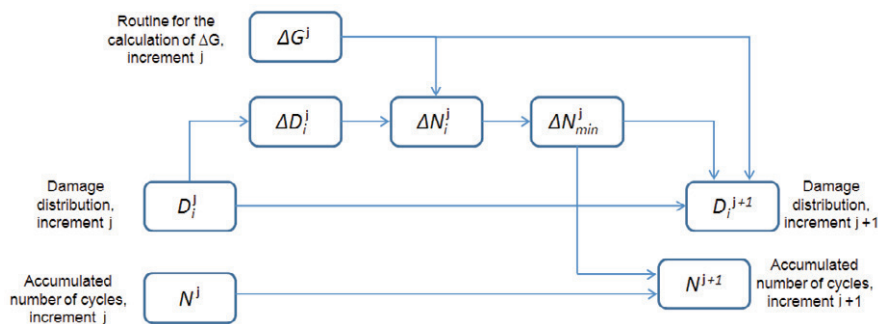 Routine for the
calculation of ΔG,
increment j
ΔG^j
ΔD_i^j
ΔN_i^j
ΔN_min^j
Damage
distribution,
increment j
D_i^j
D_i^j+1
Damage
distribution,
increment j+1
Accumulated
number of cycles,
increment j
N^j
N^j+1
Accumulated
number of cycles,
increment j+1